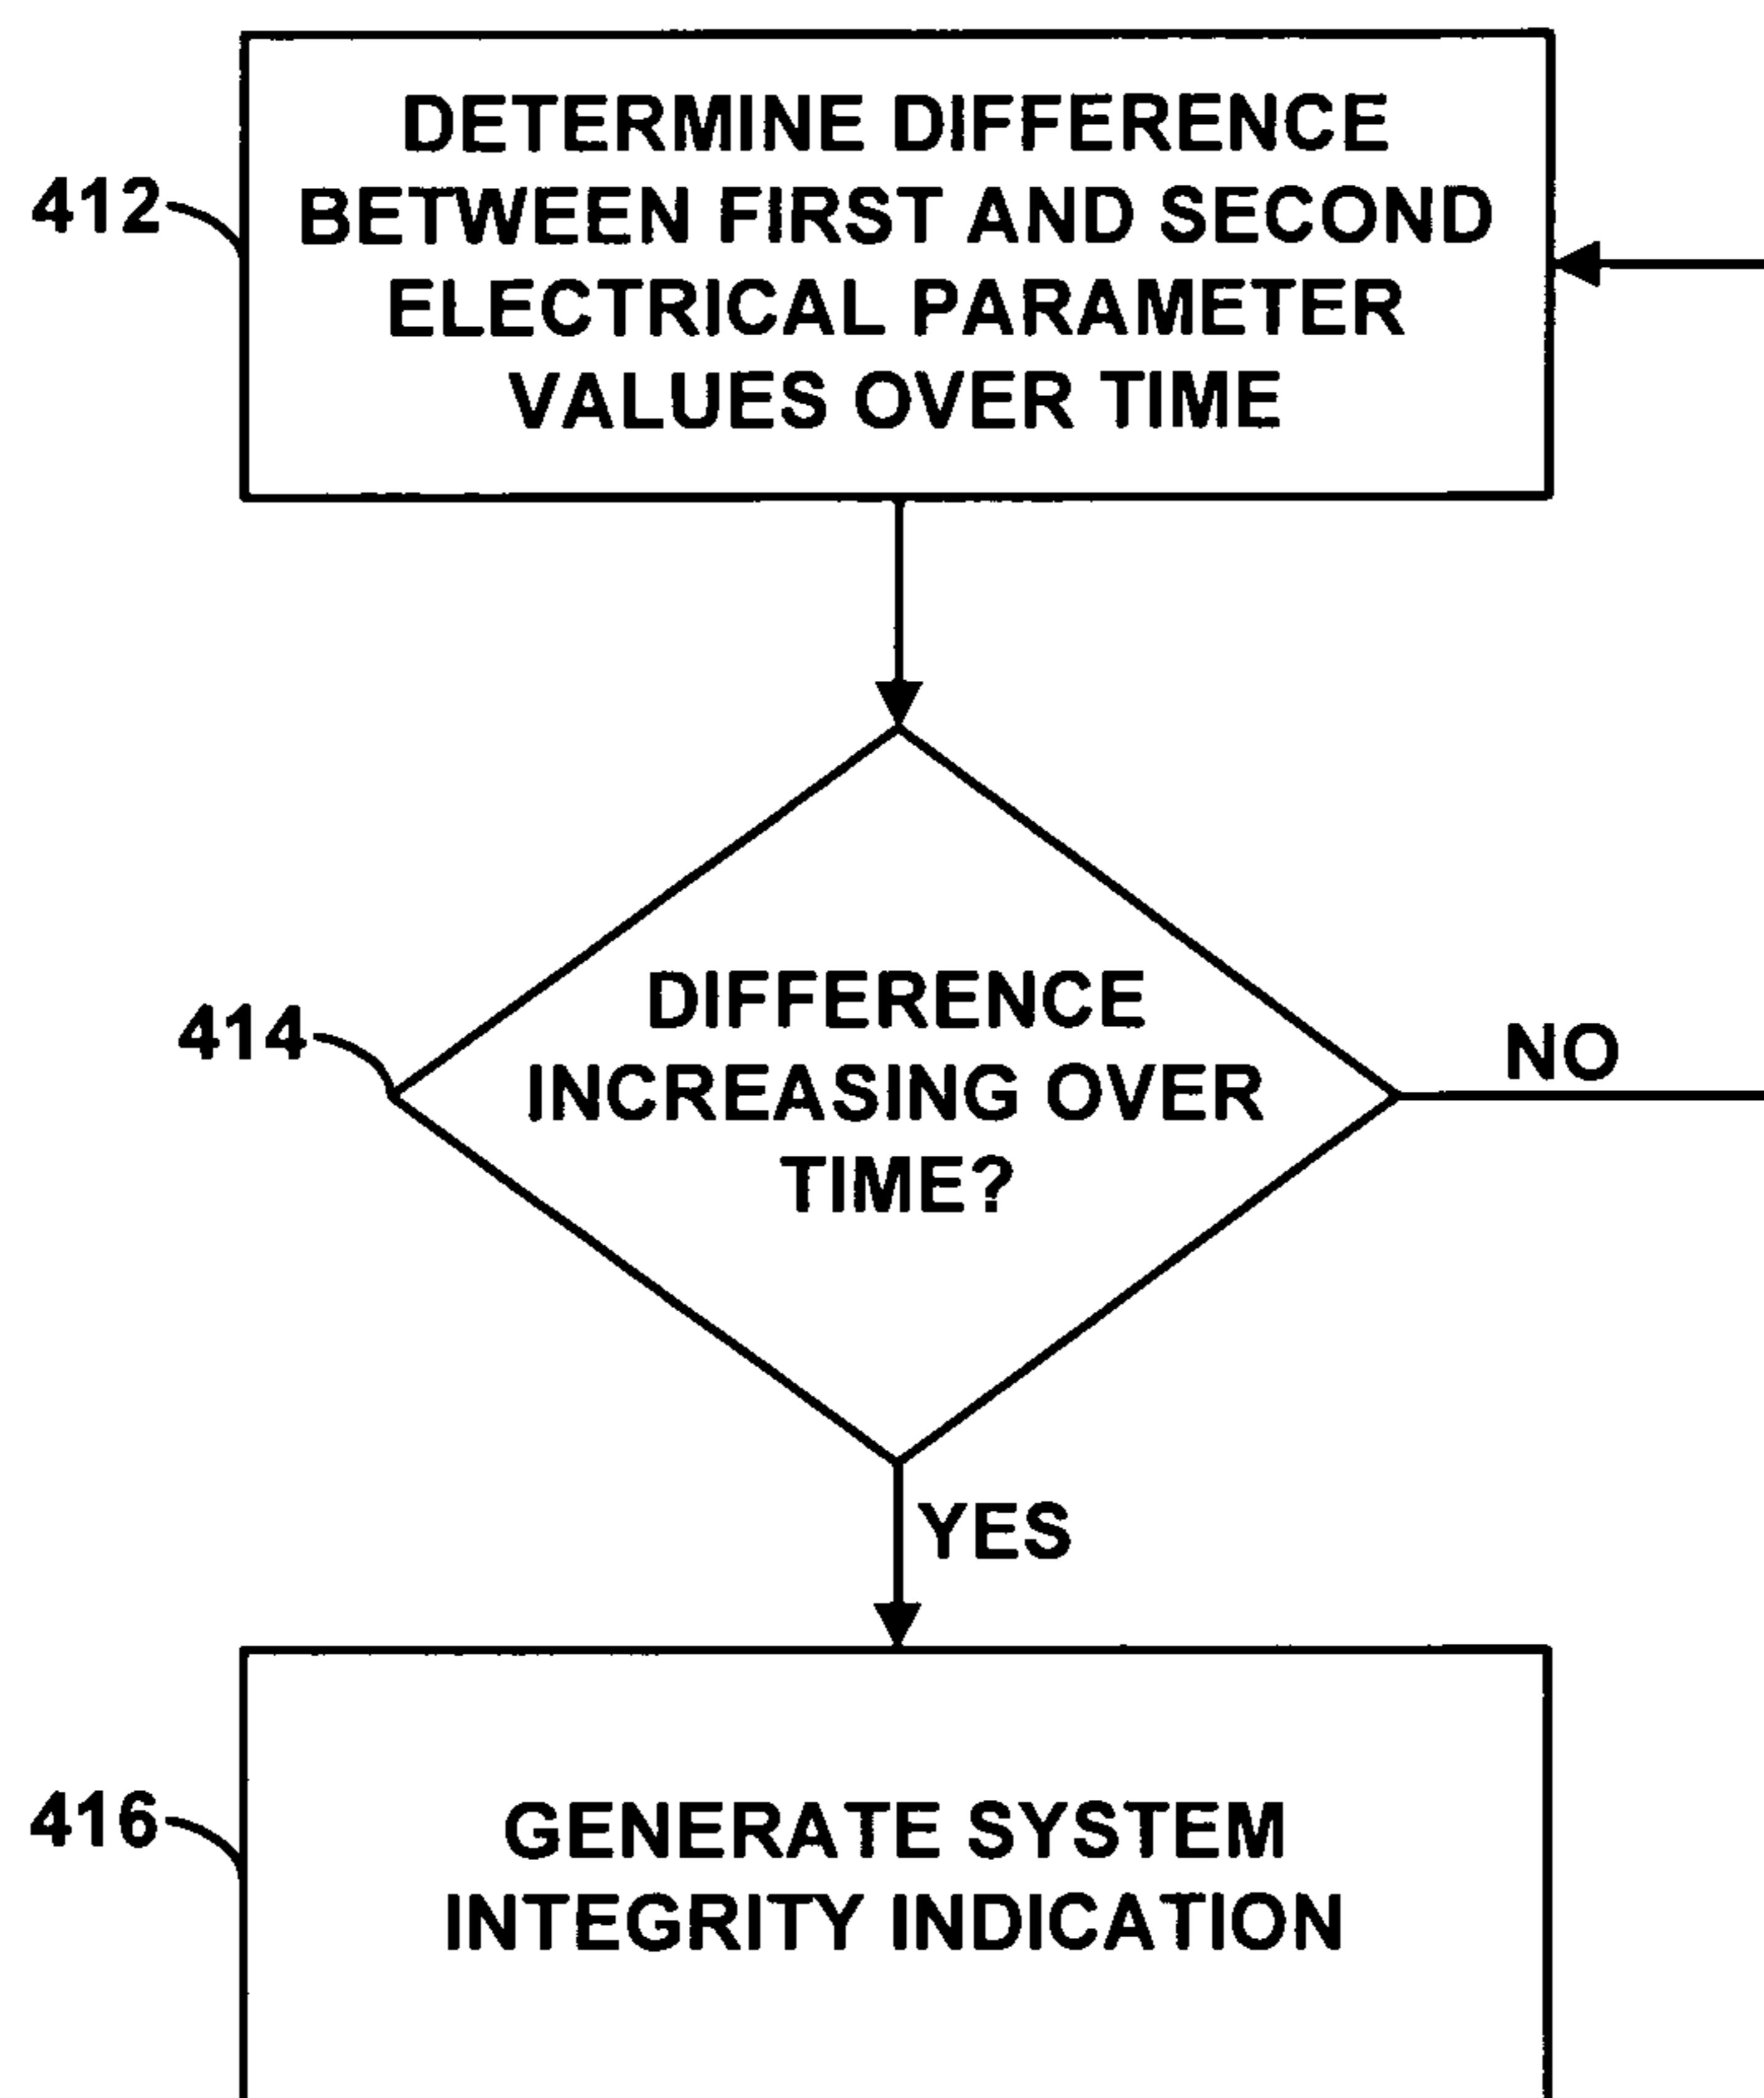 DETERMINE DIFFERENCE
BETWEEN FIRST AND SECOND
ELECTRICAL PARAMETER
VALUES OVER TIME
412
DIFFERENCE
INCREASING OVER
TIME?
414
NO
YES
GENERATE SYSTEM
INTEGRITY INDICATION
416